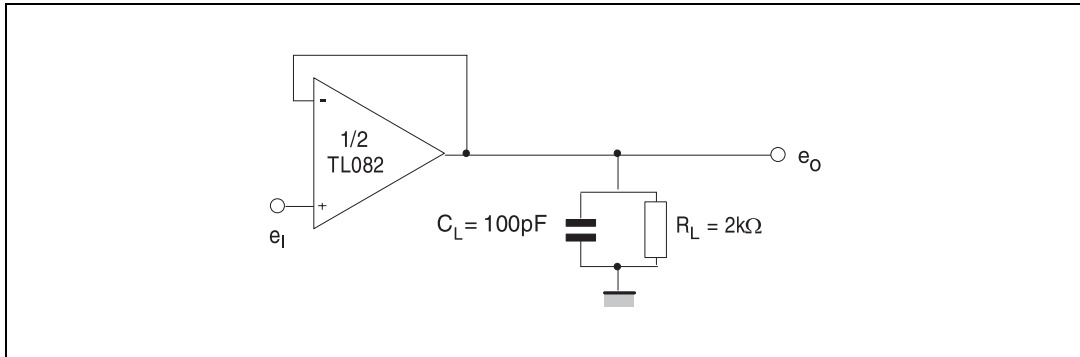 -
1/2
TL082
+
e_I
e_O
C_L = 100pF
R_L = 2kΩ